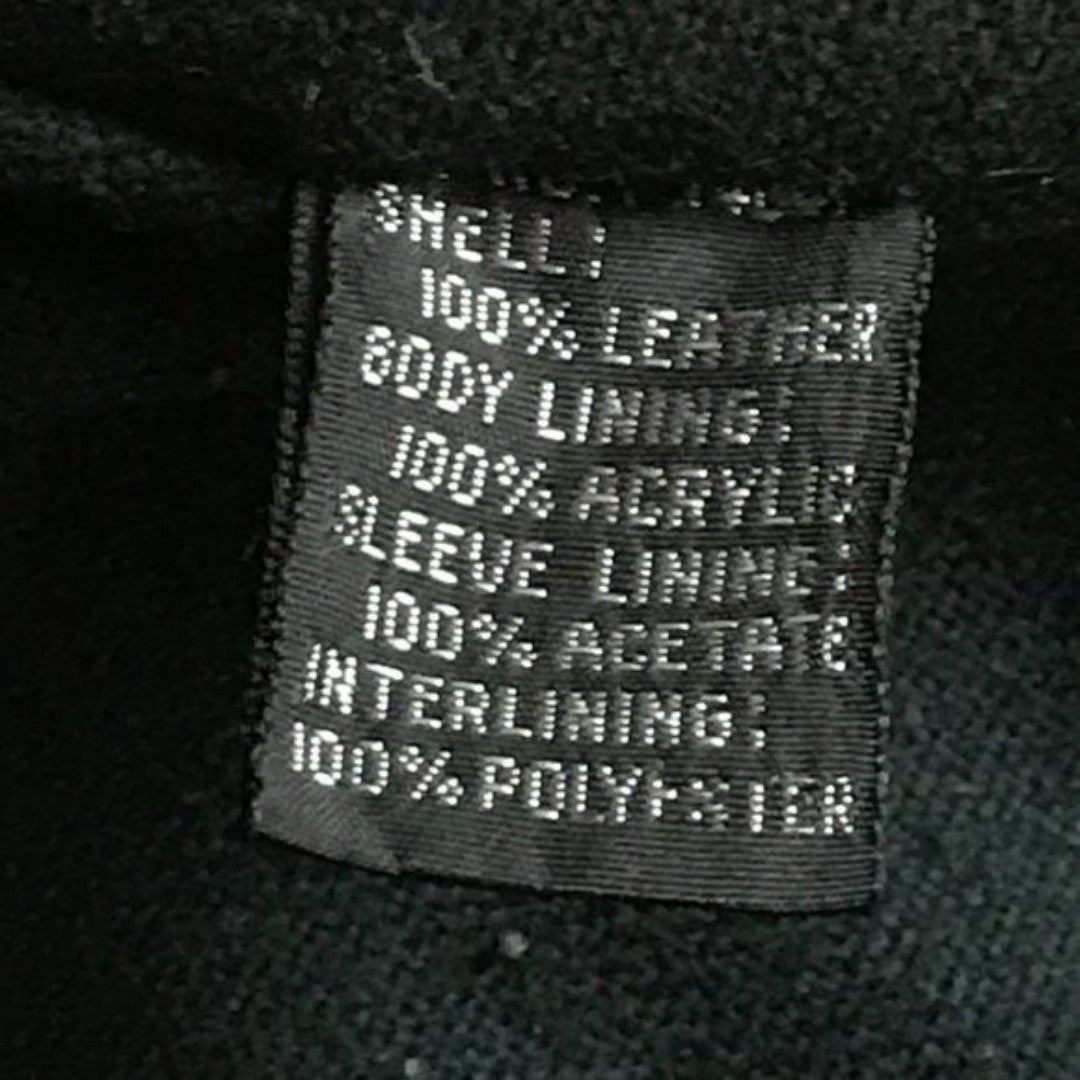 SHELL:
100% LEATHER
BODY LINING:
100% ACRYLIC
SLEEVE LINING:
100% ACETATE
INTERLINING:
100% POLYESTER